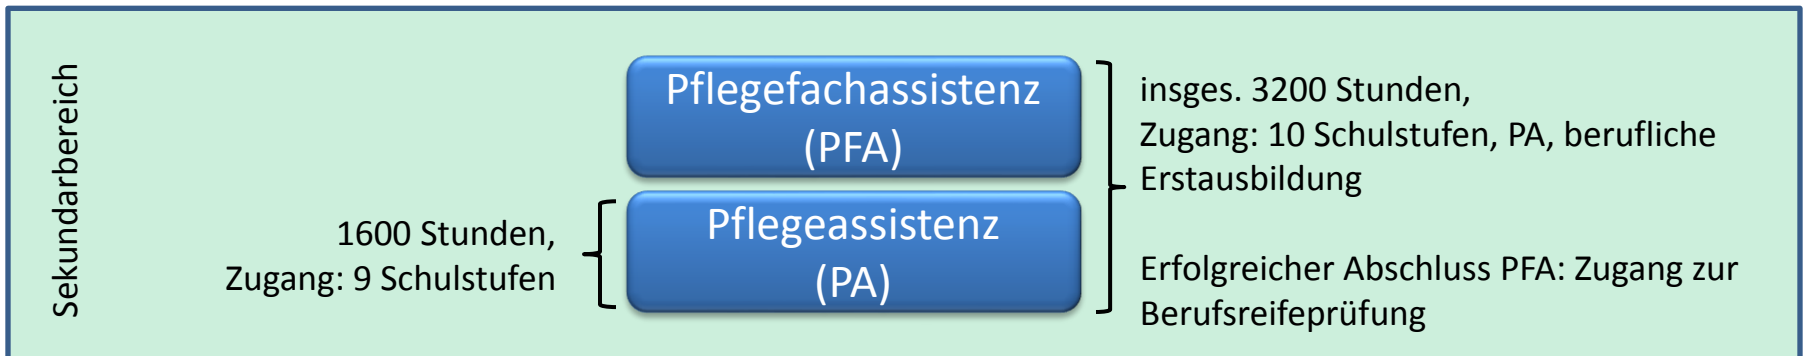 Sekundarbereich
Pflegefachassistenz
(PFA)
Pflegeassistenz
(PA)
1600 Stunden,
Zugang: 9 Schulstufen
insges. 3200 Stunden,
Zugang: 10 Schulstufen, PA, berufliche
Erstausbildung
Erfolgreicher Abschluss PFA: Zugang zur
Berufsreifeprüfung